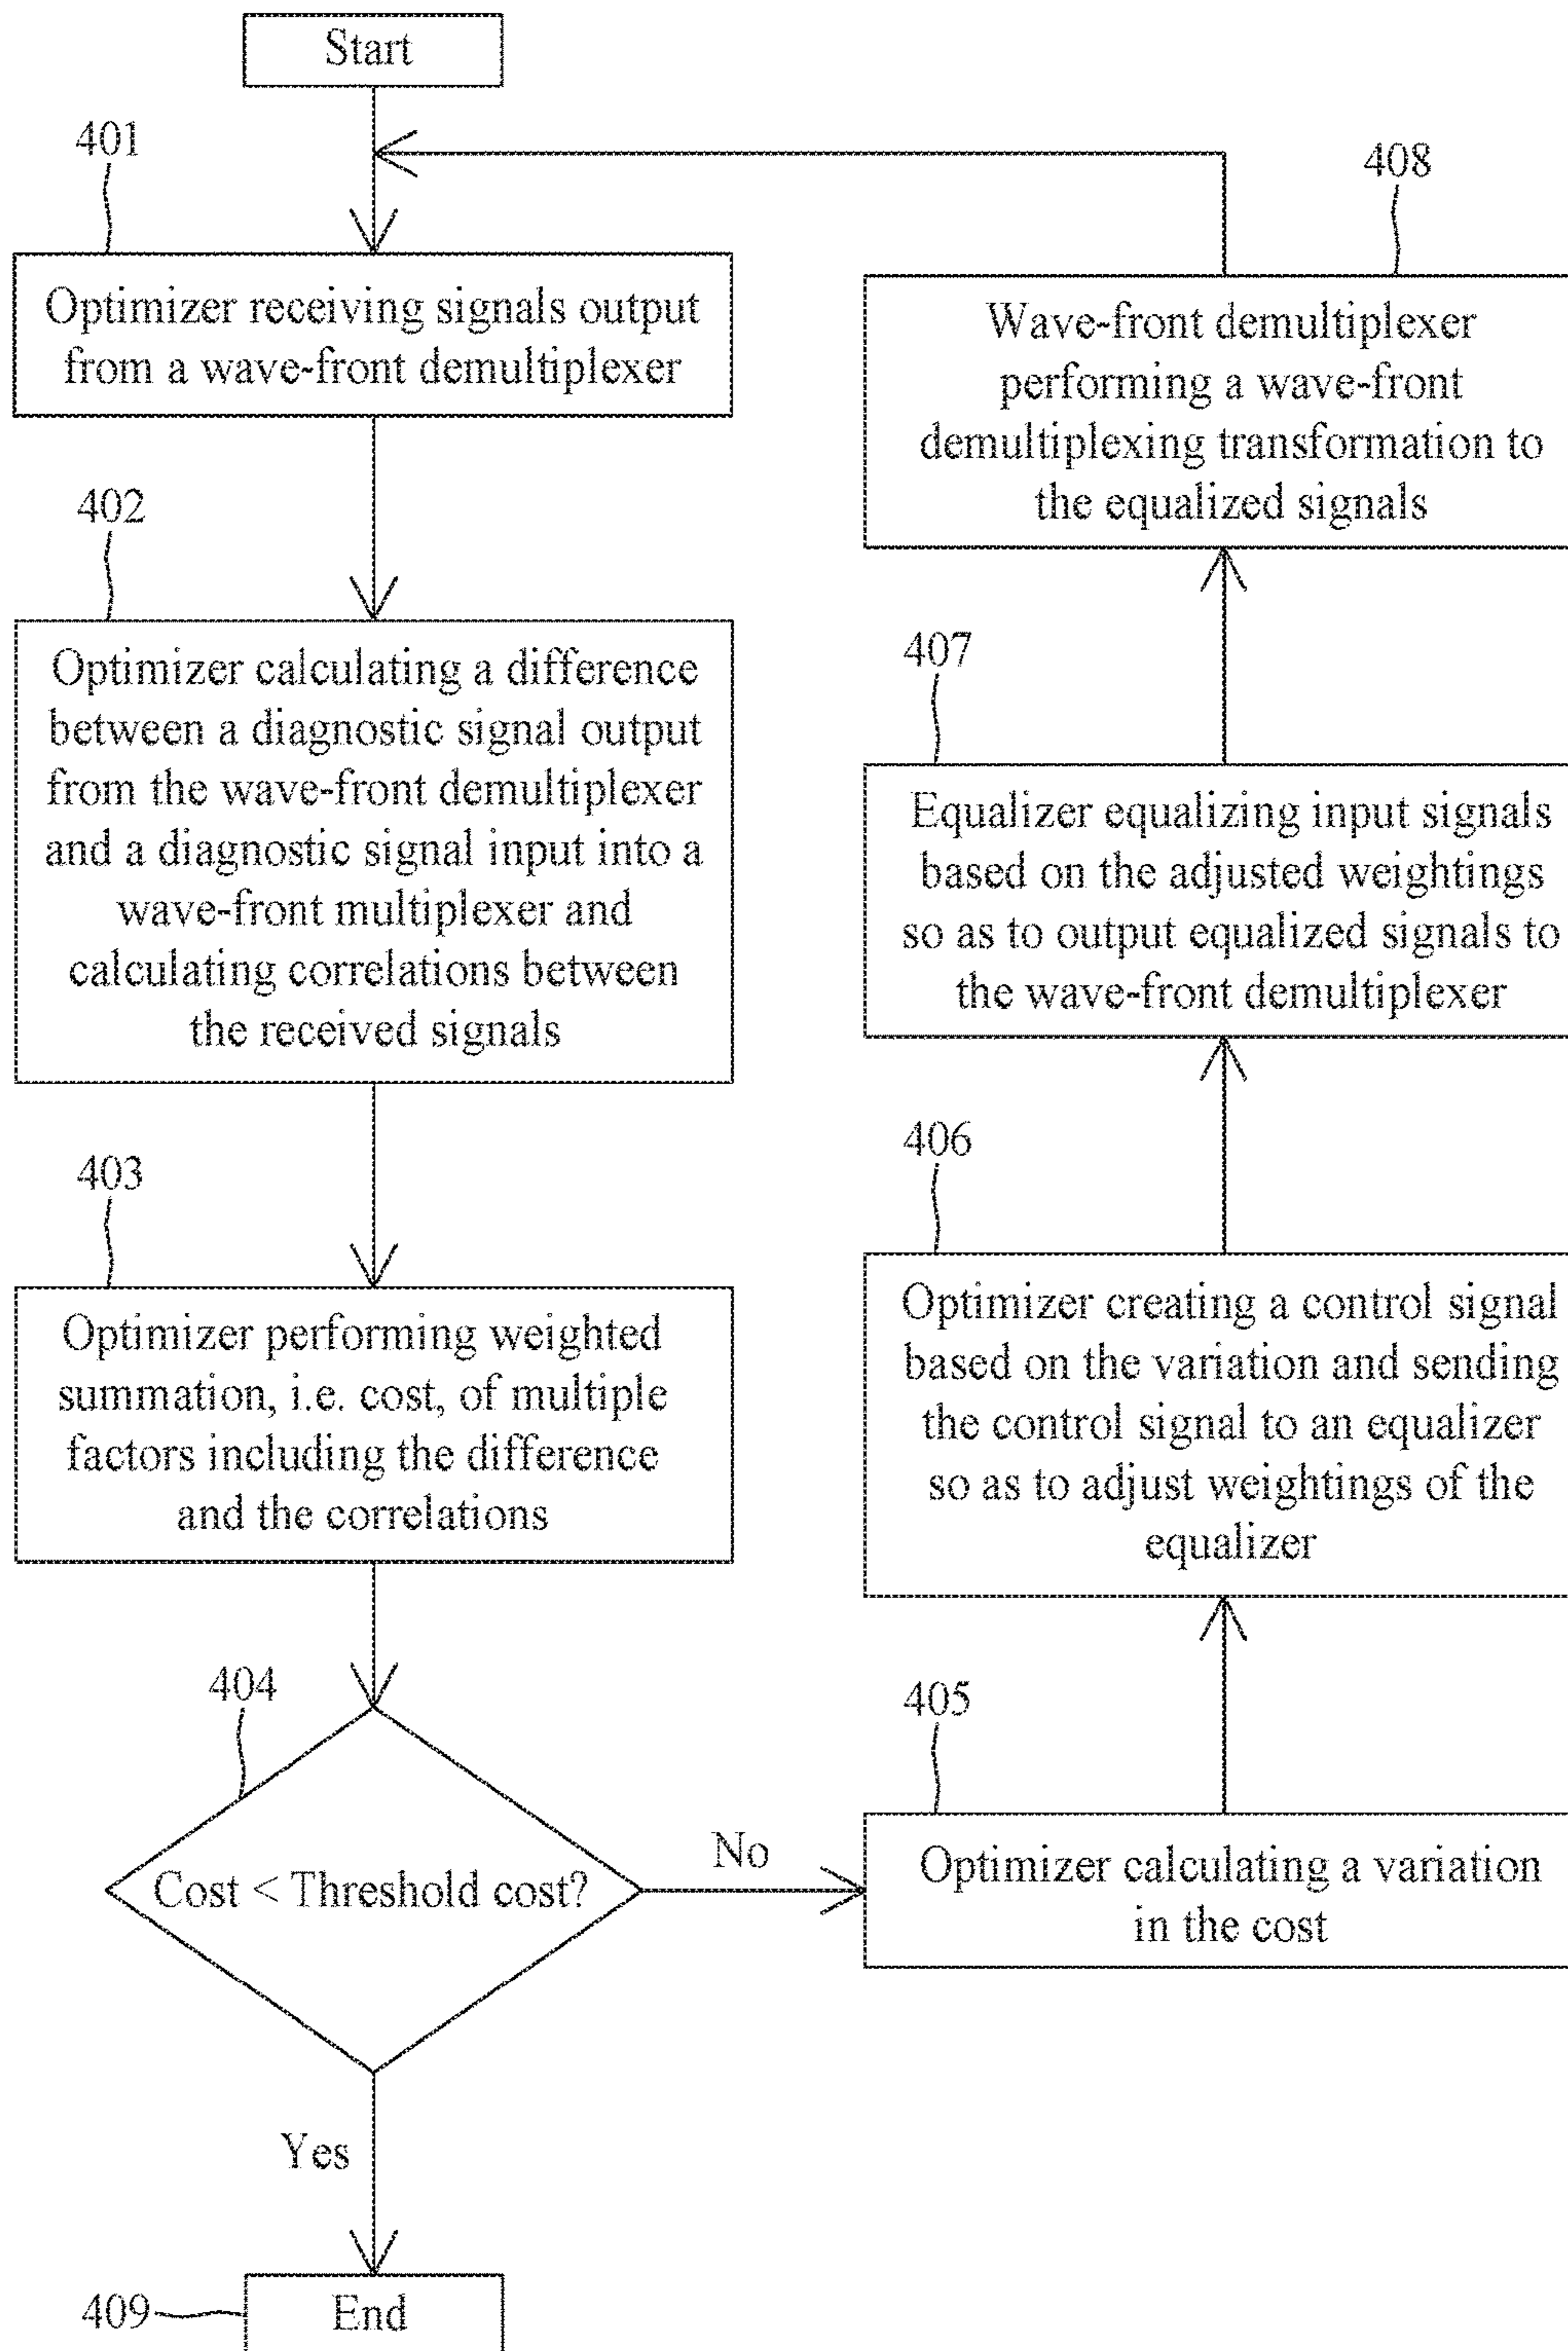 Start
401
Optimizer receiving signals output
from a wave-front demultiplexer
402
Optimizer calculating a difference
between a diagnostic signal output
from the wave-front demultiplexer
and a diagnostic signal input into a
wave-front multiplexer and
calculating correlations between
the received signals
403
Optimizer performing weighted
summation, i.e. cost, of multiple
factors including the difference
and the correlations
404
Cost < Threshold cost?
No
Yes
405
Optimizer calculating a variation
in the cost
406
Optimizer creating a control signal
based on the variation and sending
the control signal to an equalizer
so as to adjust weightings of the
equalizer
407
Equalizer equalizing input signals
based on the adjusted weightings
so as to output equalized signals to
the wave-front demultiplexer
408
Wave-front demultiplexer
performing a wave-front
demultiplexing transformation to
the equalized signals
409
End